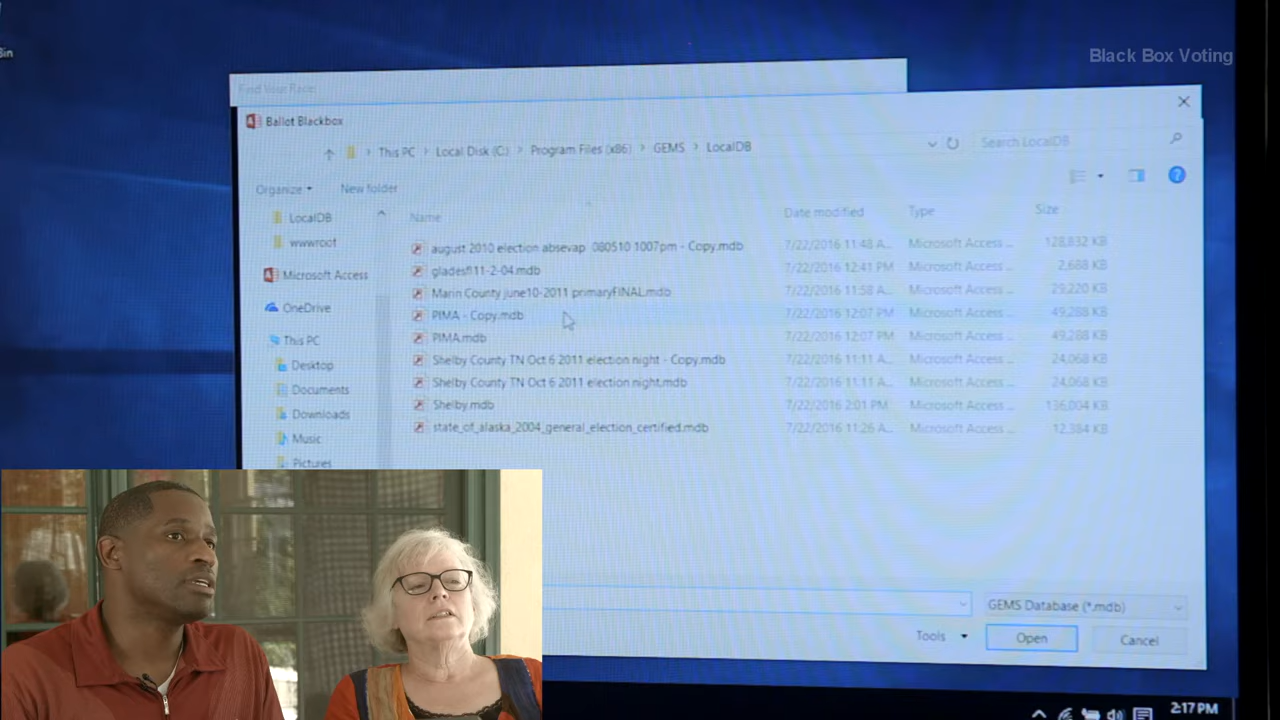 Bin
Black Box Voting
Find Your Race
Ballot Blackbox
This PC > Local Disk (C:) > Program Files (x86) > GEMS > LocalDB
Search LocalDB
Organize
New folder
LocalDB
wwwroot
Microsoft Access
OneDrive
This PC
Desktop
Documents
Downloads
Music
Pictures
Name Date modified Type Size
august 2010 election absevap 080510 1007pm - Copy.mdb 7/22/2016 11:48 A... Microsoft Access ... 128,832 KB
gladesfl11-2-04.mdb 7/22/2016 12:41 PM Microsoft Access ... 2,688 KB
Marin County june10-2011 primaryFINAL.mdb 7/22/2016 11:58 A... Microsoft Access ... 29,220 KB
PIMA - Copy.mdb 7/22/2016 12:07 PM Microsoft Access ... 49,288 KB
PIMA.mdb 7/22/2016 12:07 PM Microsoft Access ... 49,288 KB
Shelby County TN Oct 6 2011 election night - Copy.mdb 7/22/2016 11:11 A... Microsoft Access ... 24,068 KB
Shelby County TN Oct 6 2011 election night.mdb 7/22/2016 11:11 A... Microsoft Access ... 24,068 KB
Shelby.mdb 7/22/2016 2:01 PM Microsoft Access ... 136,004 KB
state_of_alaska_2004_general_election_certified.mdb 7/22/2016 11:26 A... Microsoft Access ... 12,384 KB
GEMS Database (*.mdb)
Tools
Open
Cancel
2:17 PM